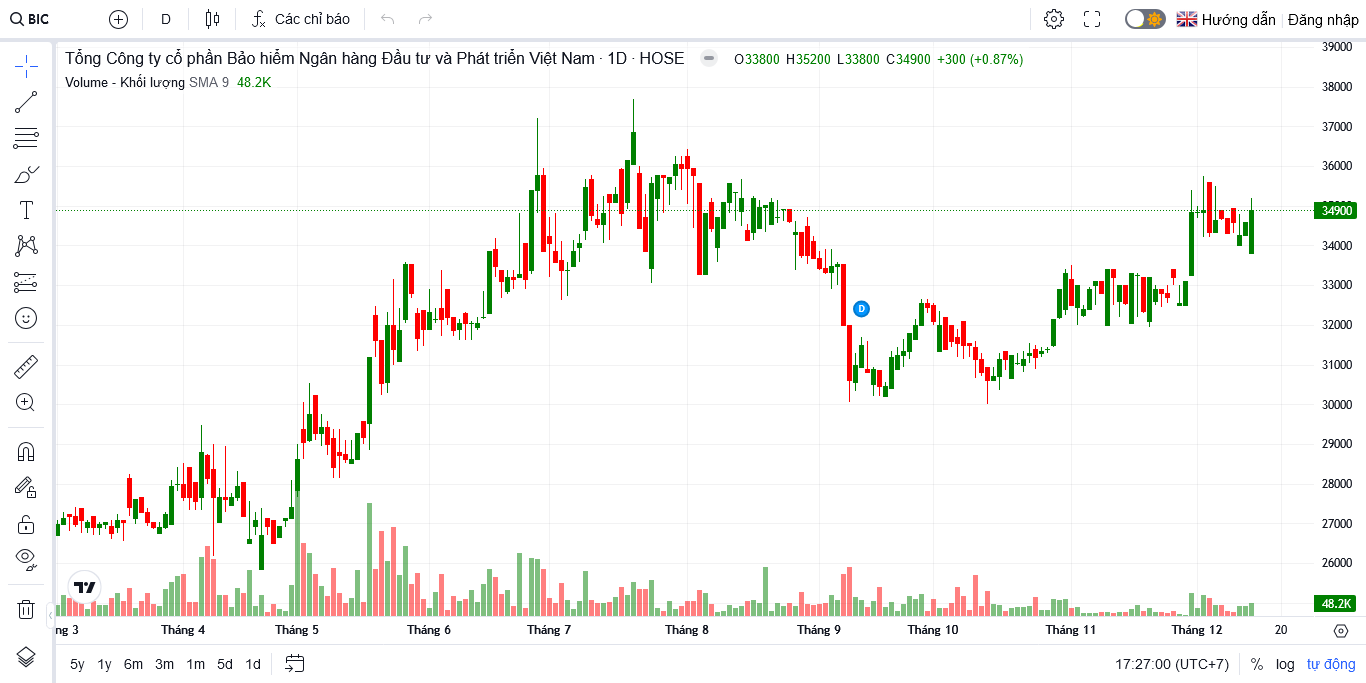 BIC D Các chỉ báo Hướng dẫn Đăng nhập
Tổng Công ty cổ phần Bảo hiểm Ngân hàng Đầu tư và Phát triển Việt Nam · 1D · HOSE O33800 H35200 L33800 C34900 +300 (+0.87%)
Volume - Khối lượng SMA 9 48.2K
39000
38000
37000
36000
34900
34000
33000
D
32000
31000
30000
29000
28000
27000
26000
48.2K
ng 3 Tháng 4 Tháng 5 Tháng 6 Tháng 7 Tháng 8 Tháng 9 Tháng 10 Tháng 11 Tháng 12 20
5y 1y 6m 3m 1m 5d 1d 17:27:00 (UTC+7) % log tự động